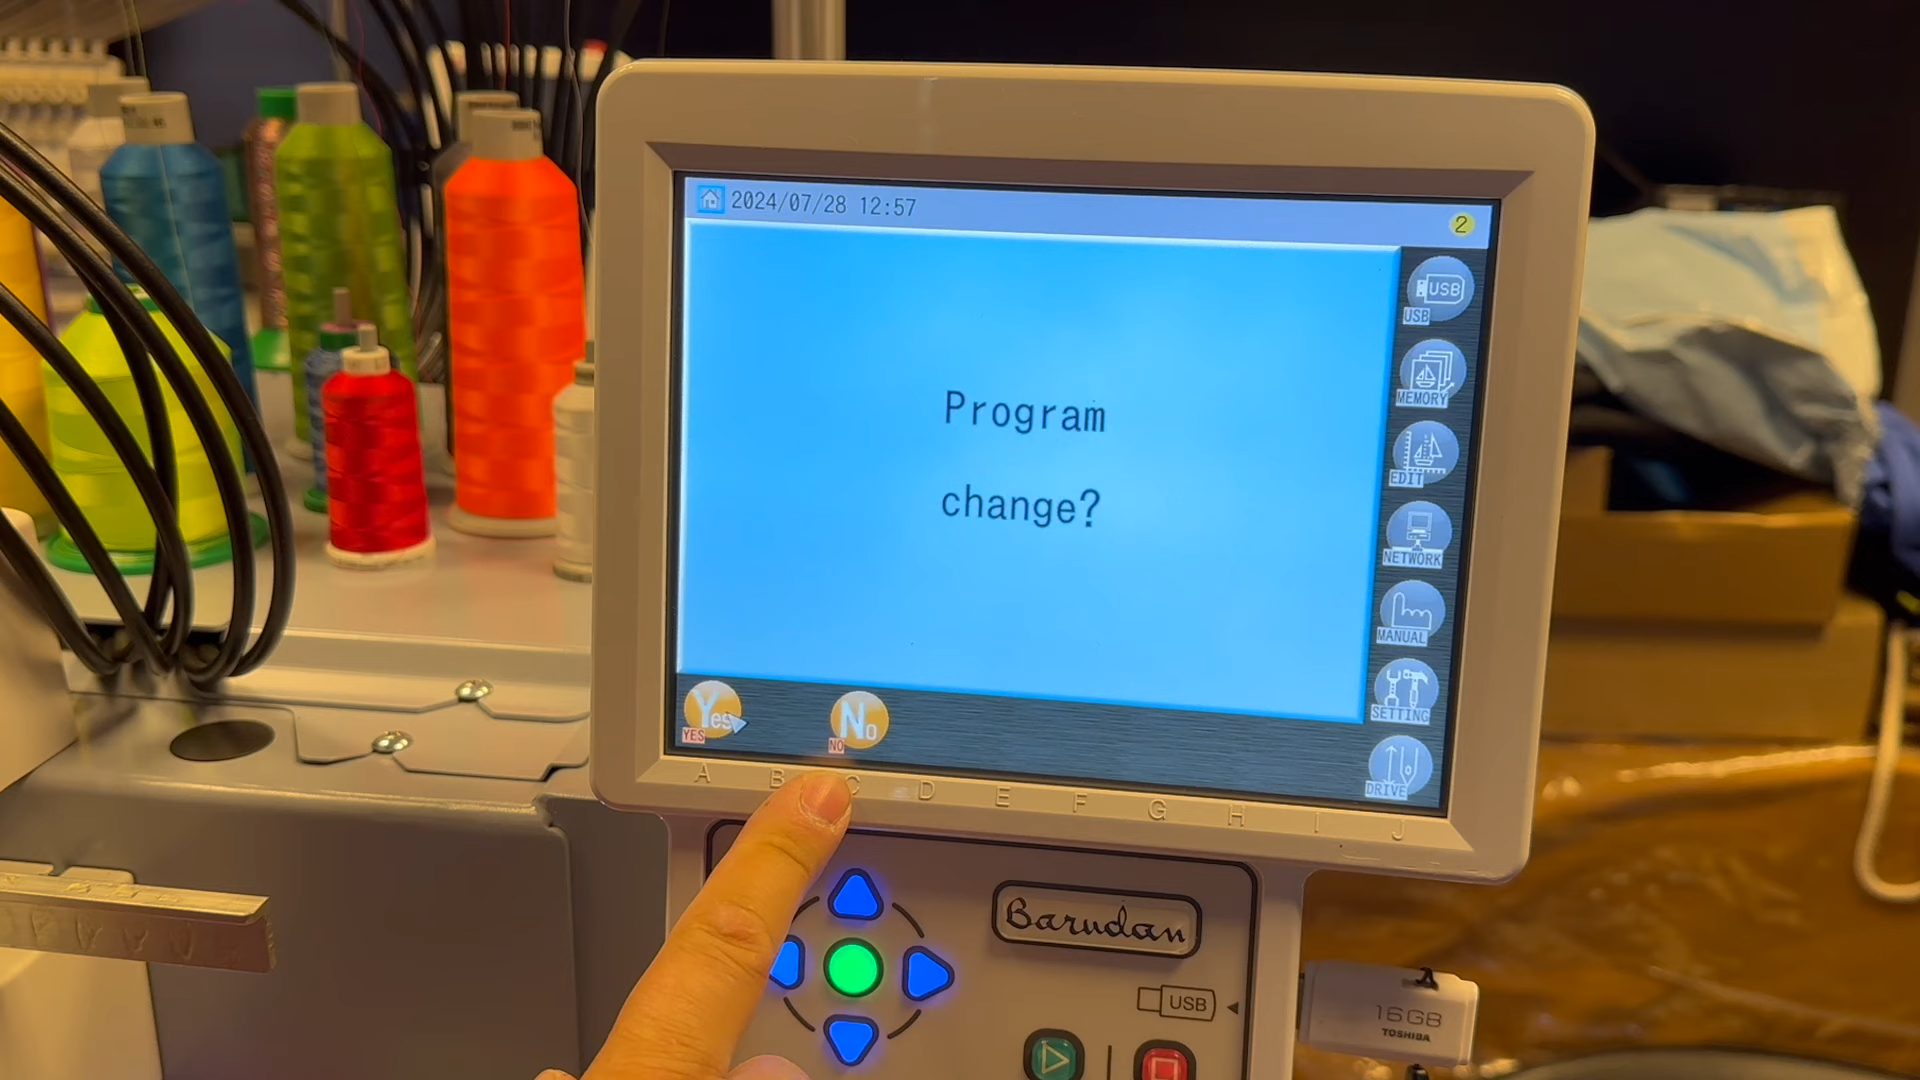 2024/07/28 12:57
2
Program
change?
USB
USB
MEMORY
EDIT
NETWORK
MANUAL
SETTING
DRIVE
Yes
YES
No
NO
A B C D E F G H I J
Barudan
USB
16GB
TOSHIBA